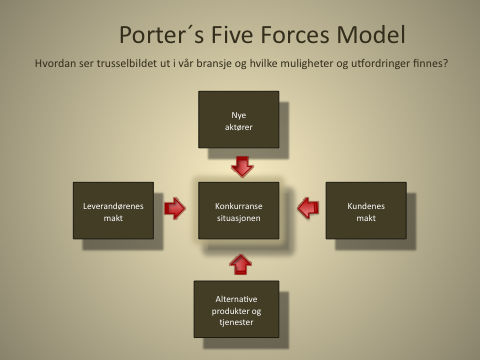 Porter´s Five Forces Model
Hvordan ser trusselbildet ut i vår bransje og hvilke muligheter og utfordringer finnes?
Nye
aktører
Leverandørenes
makt
Konkurranse
situasjonen
Kundenes
makt
Alternative
produkter og
tjenester